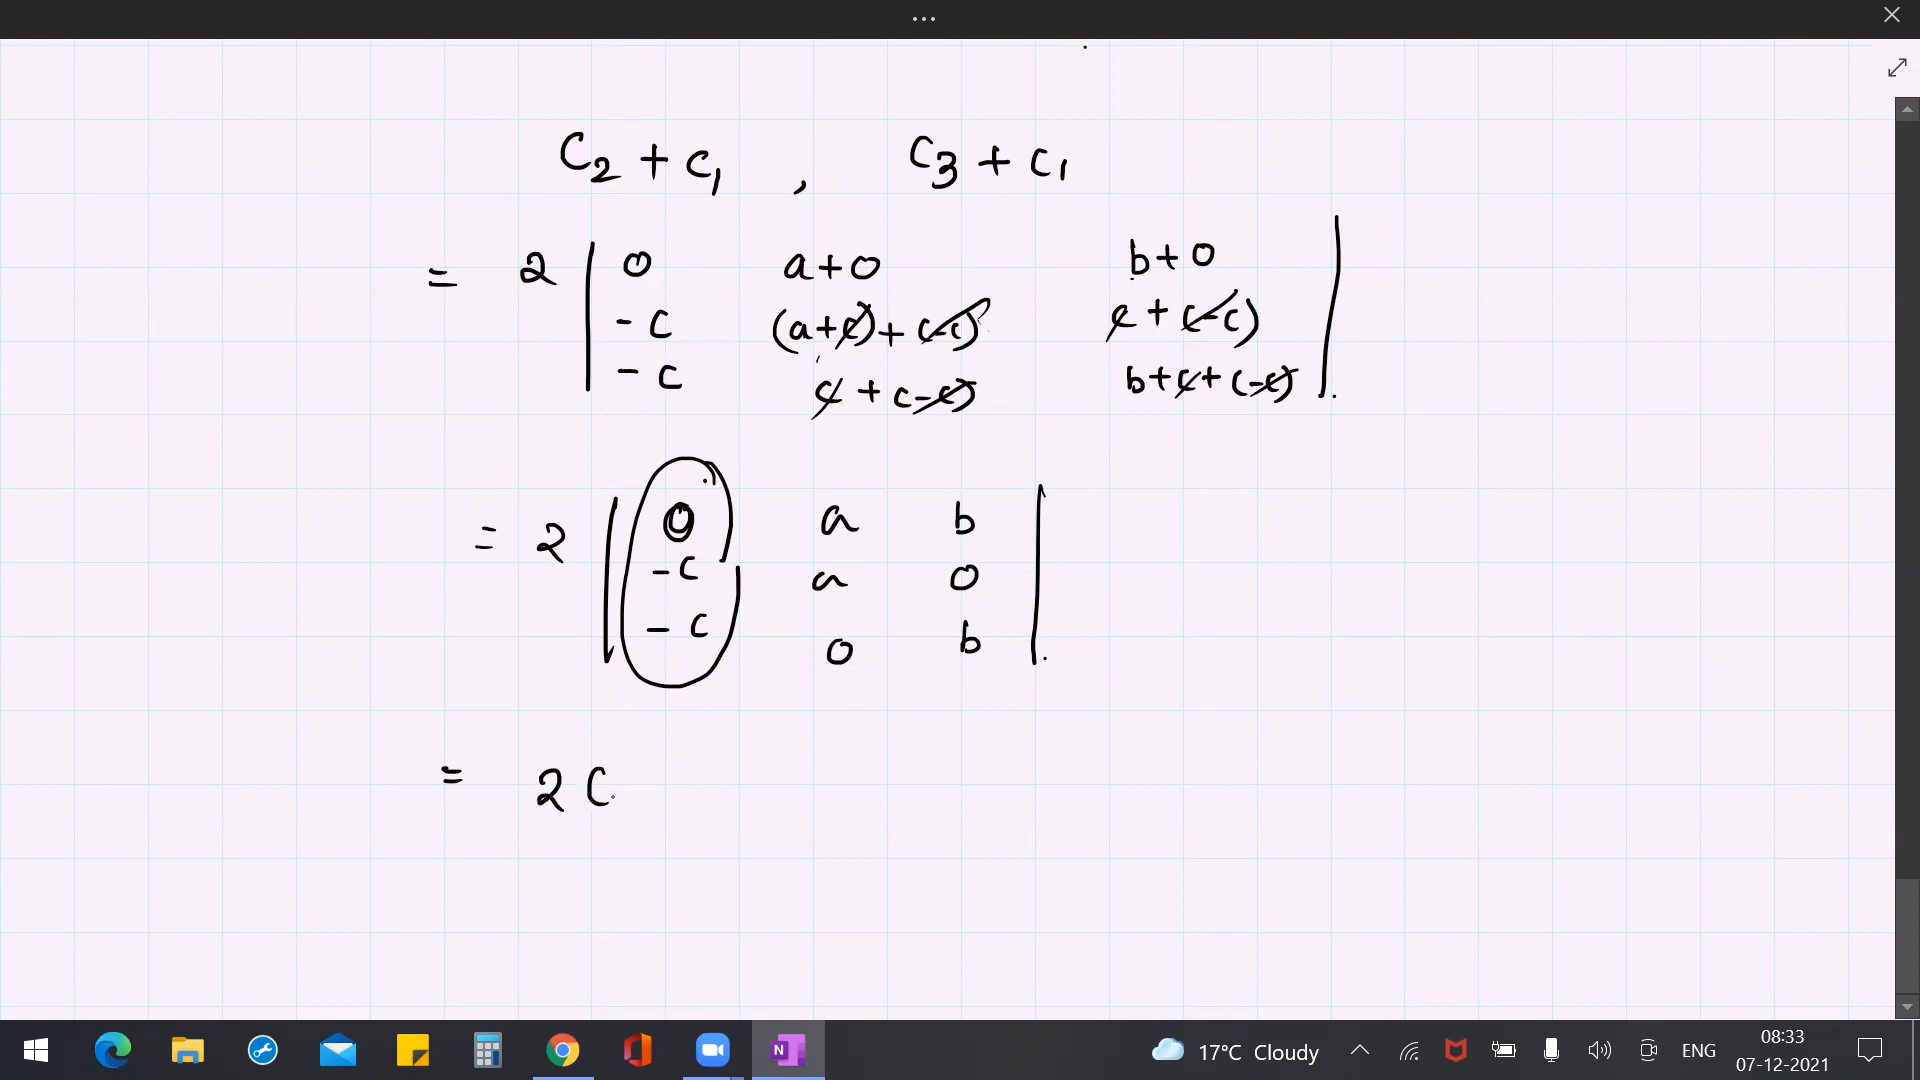 C2 + c1 , C3 + c1
= 2 | 0 a+0 b+0 |
-c (a+c)+(-c) c+(-c)
-c c+(-c) b+c+(-c)
= 2 | 0 a b |
-c a 0
-c 0 b
= 2 C
17°C Cloudy ENG 08:33
07-12-2021